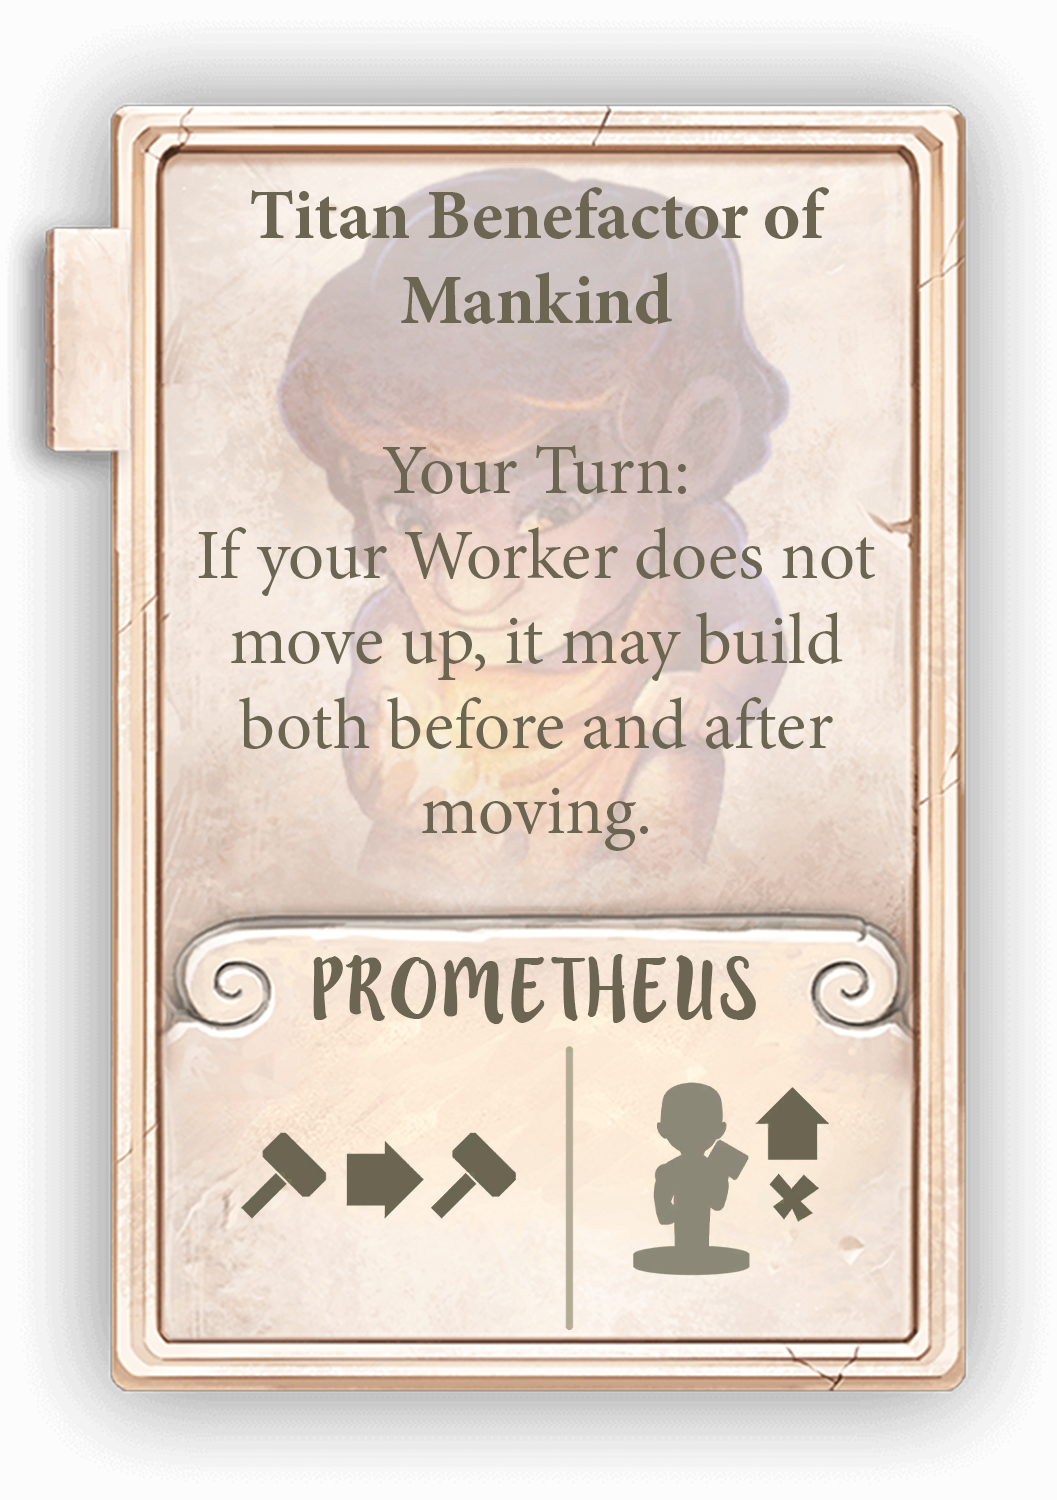 Titan Benefactor of
Mankind
Your Turn:
If your Worker does not
move up, it may build
both before and after
moving.
PROMETHEUS